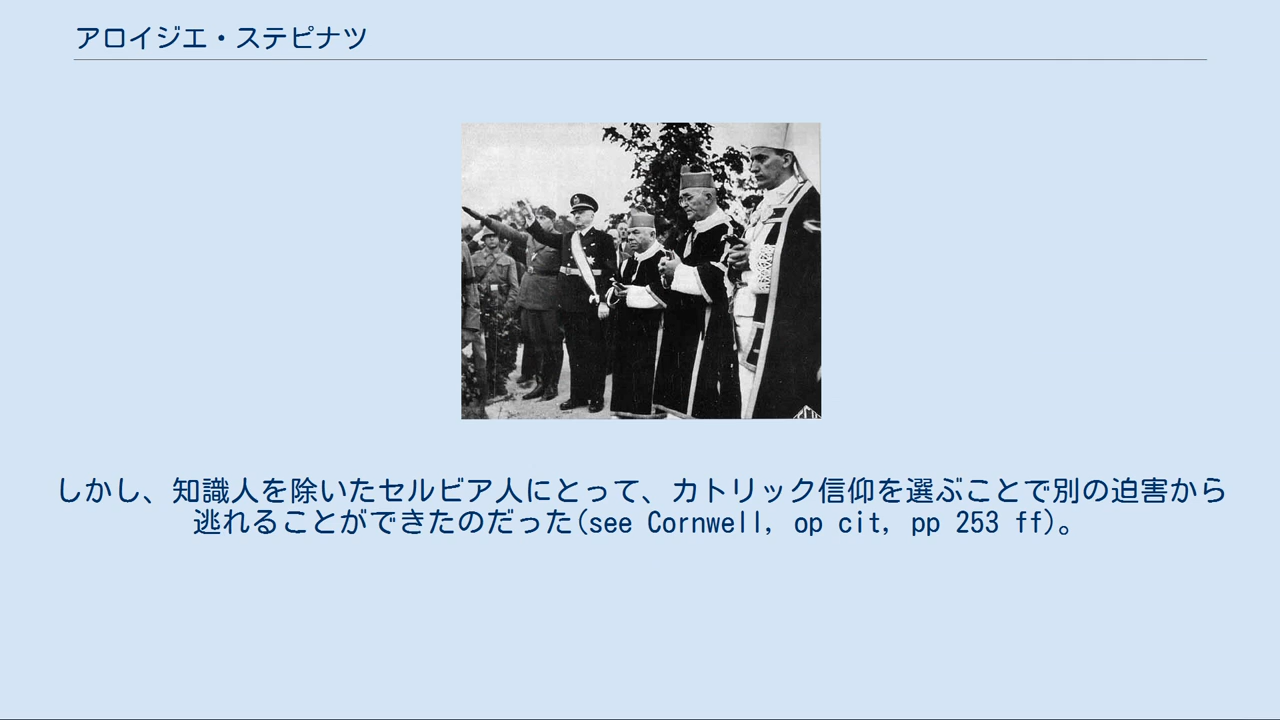 アロイジエ・ステピナツ
しかし、知識人を除いたセルビア人にとって、カトリック信仰を選ぶことで別の迫害から
逃れることができたのだった(see Cornwell, op cit, pp 253 ff)。